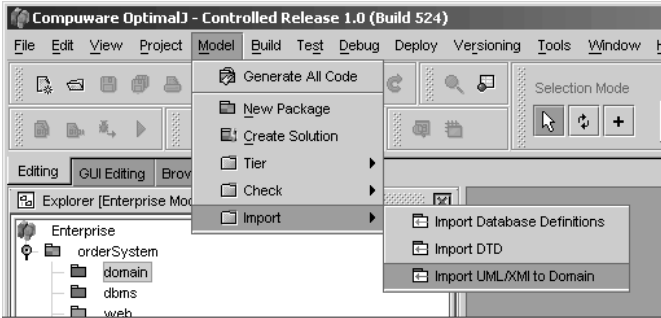 Compuware OptimalJ - Controlled Release 1.0 (Build 524)
File Edit View Project Model Build Test Debug Deploy Versioning Tools Window
Generate All Code
Selection Mode
New Package
Create Solution
Editing GUI Editing Brow
Tier
Check
Explorer [Enterprise Mod
Import
Import Database Definitions
Enterprise
orderSystem
Import DTD
domain
Import UML/XMI to Domain
dbms
web